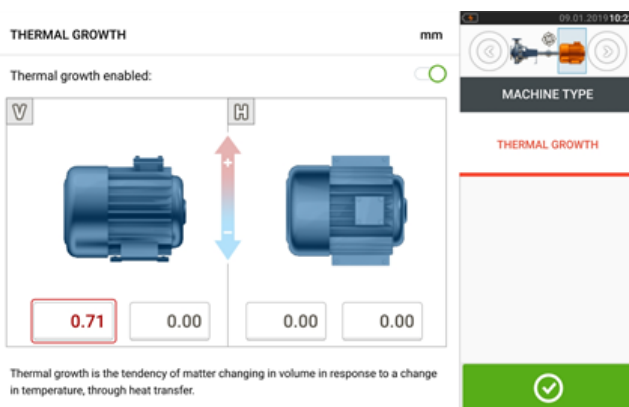 09.01.2019 10:2
THERMAL GROWTH mm
Thermal growth enabled:
V H
+
-
0.71 0.00 0.00 0.00
Thermal growth is the tendency of matter changing in volume in response to a change
in temperature, through heat transfer.
MACHINE TYPE
THERMAL GROWTH